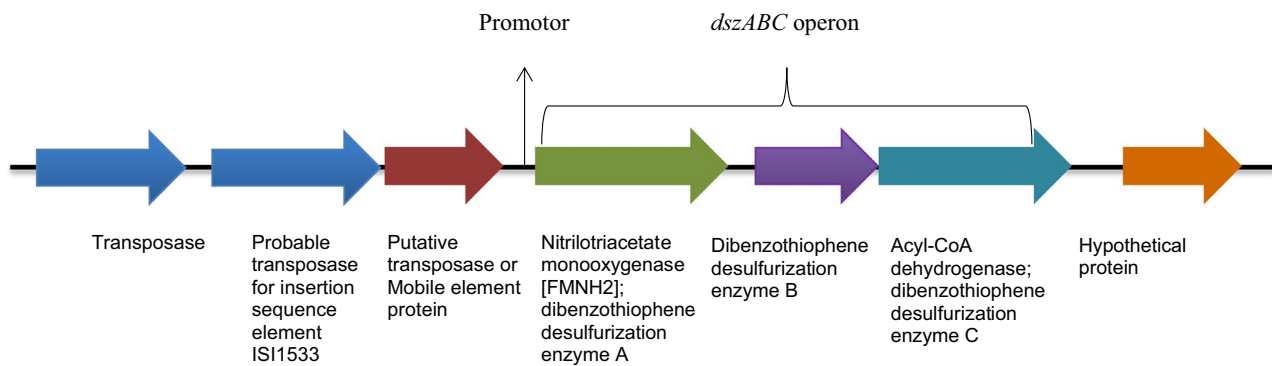 Promotor
dszABC operon
Transposase
Probable
transposase
for insertion
sequence
element
ISI1533
Putative
transposase or
Mobile element
protein
Nitrilotriacetate
monooxygenase
[FMNH2];
dibenzothiophene
desulfurization
enzyme A
Dibenzothiophene
desulfurization
enzyme B
Acyl-CoA
dehydrogenase;
dibenzothiophene
desulfurization
enzyme C
Hypothetical
protein